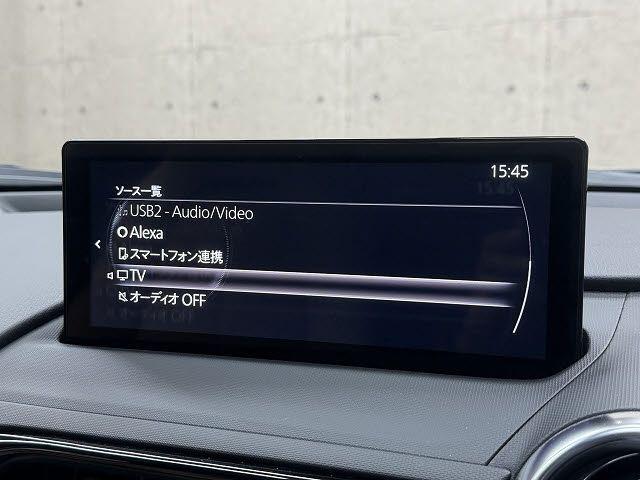 15:45
ソース一覧
USB2 - Audio/Video
Alexa
スマートフォン連携
TV
オーディオ OFF